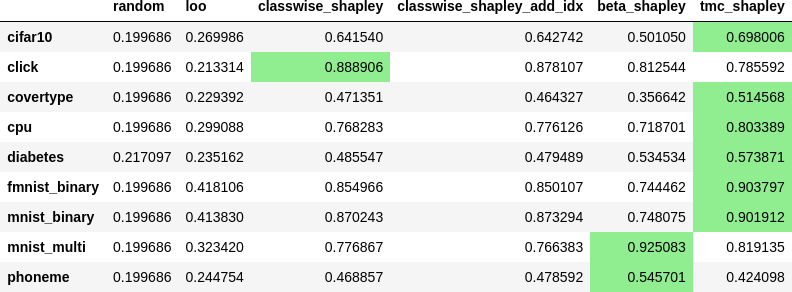 random loo classwise_shapley classwise_shapley_add_idx beta_shapley tmc_shapley
cifar10 0.199686 0.269986 0.641540 0.642742 0.501050 0.698006
click 0.199686 0.213314 0.888906 0.878107 0.812544 0.785592
covertype 0.199686 0.229392 0.471351 0.464327 0.356642 0.514568
cpu 0.199686 0.299088 0.768283 0.776126 0.718701 0.803389
diabetes 0.217097 0.235162 0.485547 0.479489 0.534534 0.573871
fmnist_binary 0.199686 0.418106 0.854966 0.850107 0.744462 0.903797
mnist_binary 0.199686 0.413830 0.870243 0.873294 0.748075 0.901912
mnist_multi 0.199686 0.323420 0.776867 0.766383 0.925083 0.819135
phoneme 0.199686 0.244754 0.468857 0.478592 0.545701 0.424098